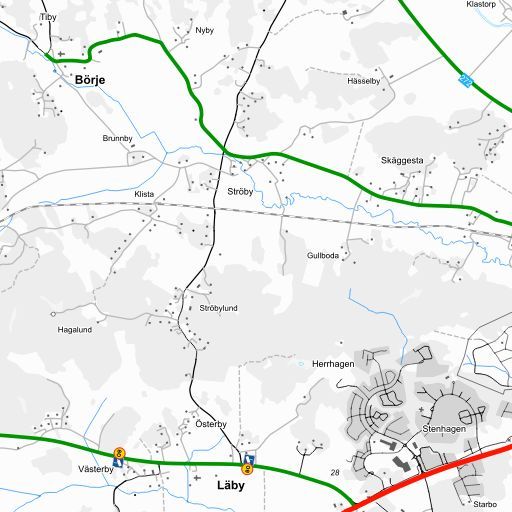 Tiby
Klastorp
Nyby
Börje
272
Hässelby
Brunnby
Skäggesta
Klista
Ströby
Gullboda
Ströbylund
Hagalund
Herrhagen
Österby
Stenhagen
Västerby
28
Läby
Starbo